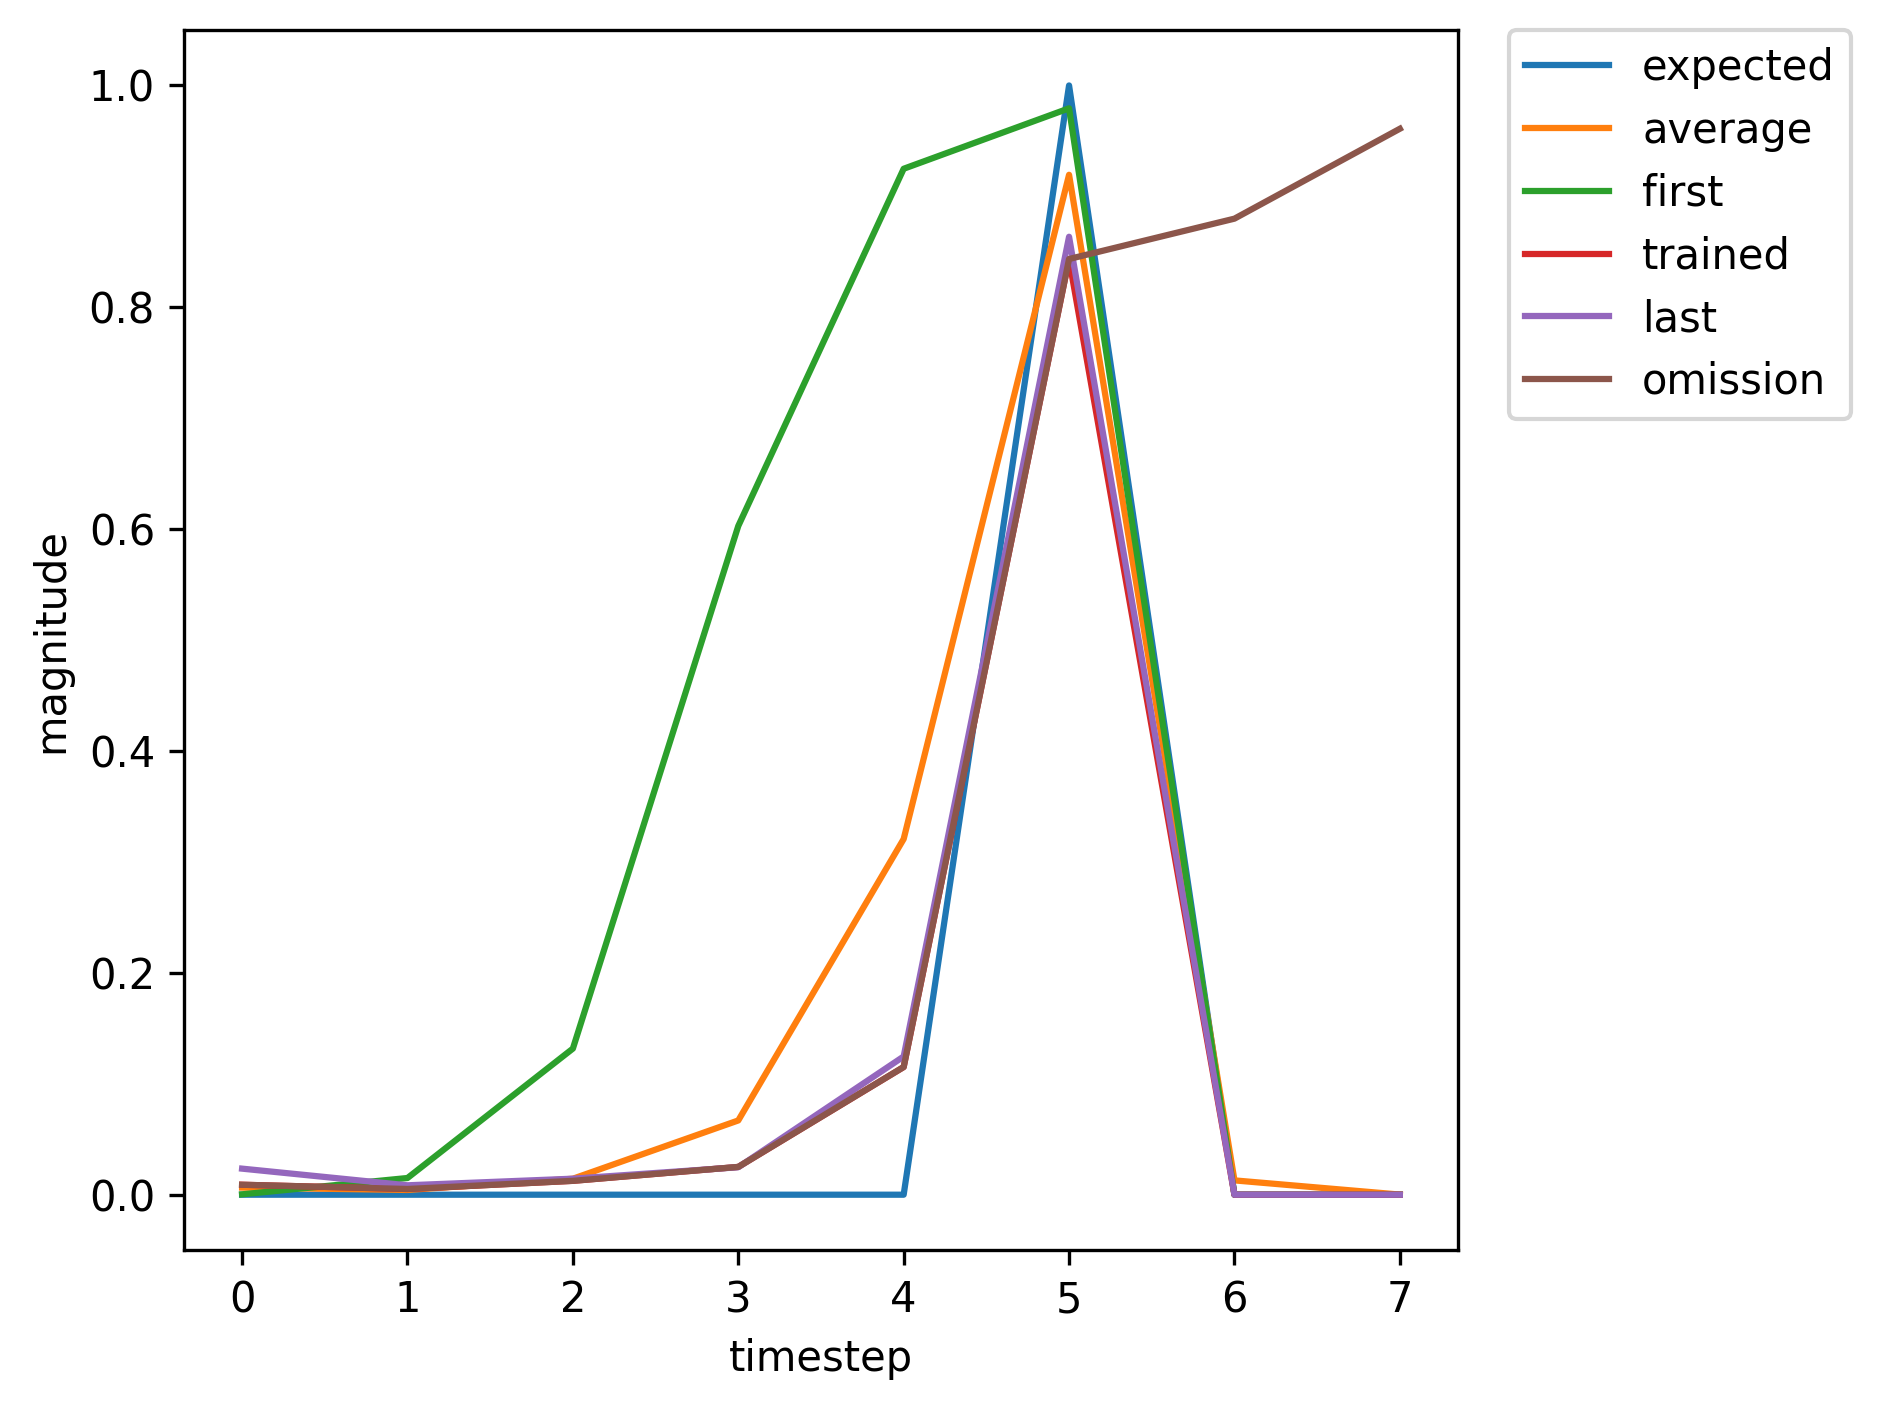 1.0
0.8
0.6
0.4
0.2
0.0
magnitude
0 1 2 3 4 5 6 7
timestep
expected
average
first
trained
last
omission